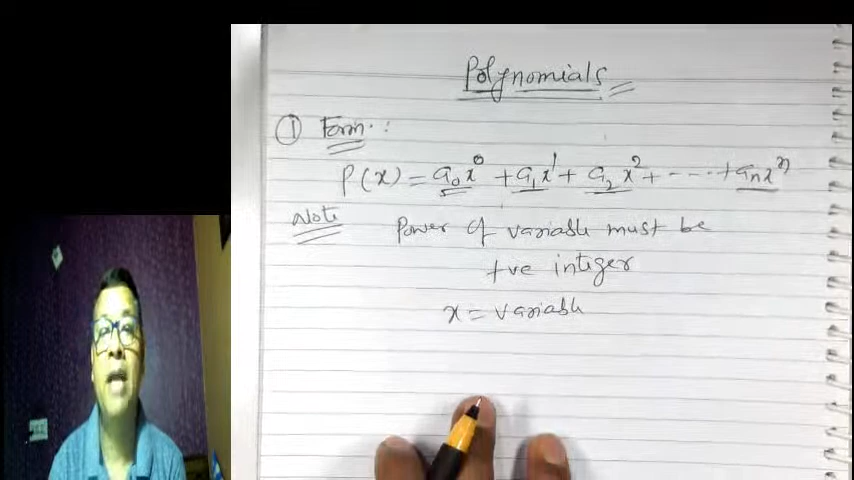 Polynomials
① Form :
P(x) = a₀x⁰ + a₁x¹ + a₂x² + ---- + aₙxⁿ
Note Power of variable must be
+ve integer
x = variable